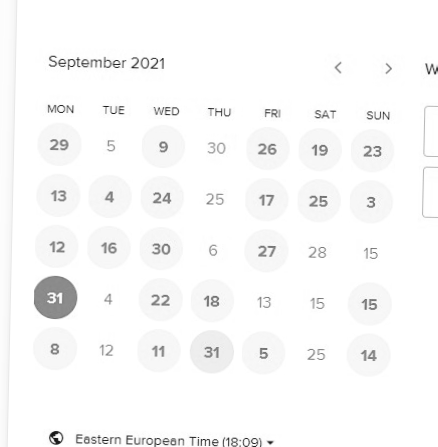 September 2021 < > W
MON TUE WED THU FRI SAT SUN
29 5 9 30 26 19 23
13 4 24 25 17 25 3
12 16 30 6 27 28 15
31 4 22 18 13 15 15
8 12 11 31 5 25 14
Eastern European Time (18:09)